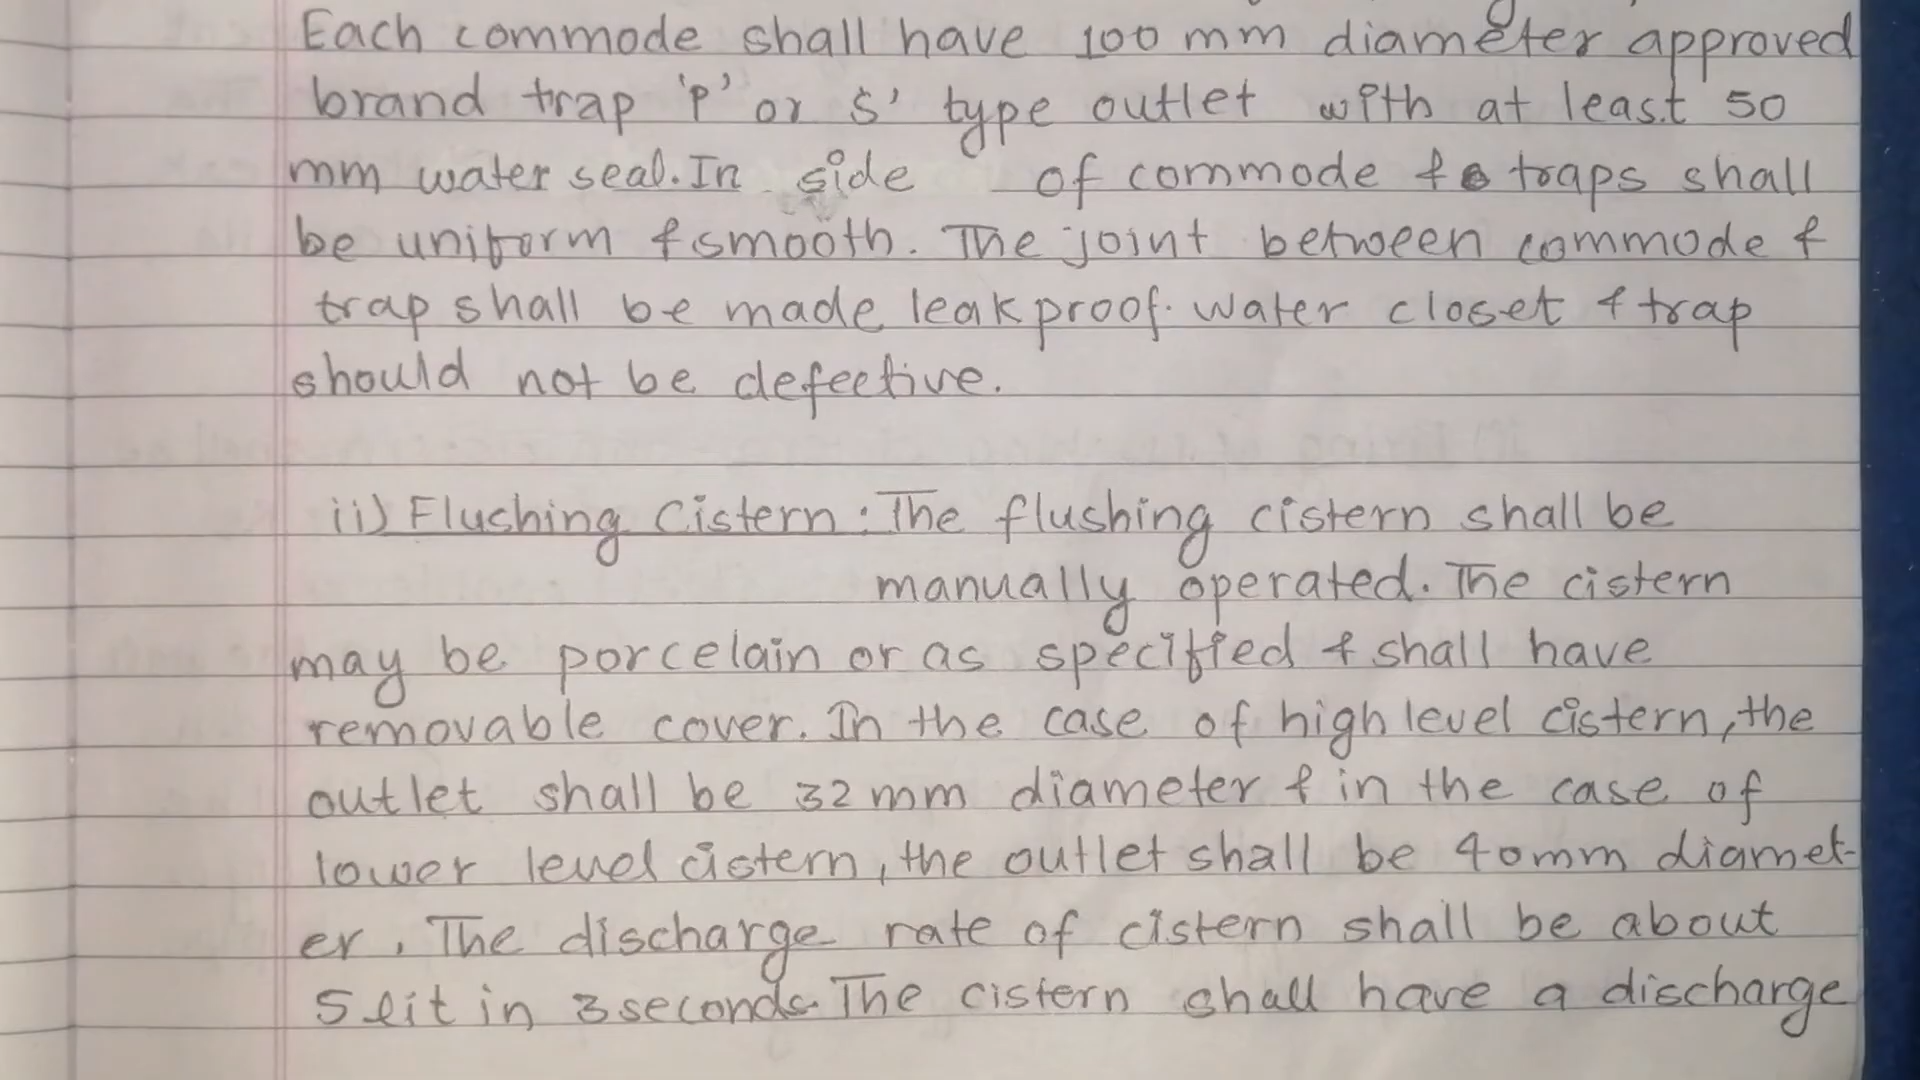 Each commode shall have 100 mm diameter approved
brand trap 'p' or s' type outlet with at least 50
mm water seal. In side of commode & traps shall
be uniform & smooth. The joint between commode &
trap shall be made leak proof. Water closet & trap
should not be defective.
ii) Flushing Cistern : The flushing cistern shall be
manually operated. The cistern
may be porcelain or as specified & shall have
removable cover. In the case of high level cistern, the
outlet shall be 32 mm diameter & in the case of
lower level cistern, the outlet shall be 40mm diamet-
er. The discharge rate of cistern shall be about
5 lit in 3 seconds. The cistern shall have a discharge